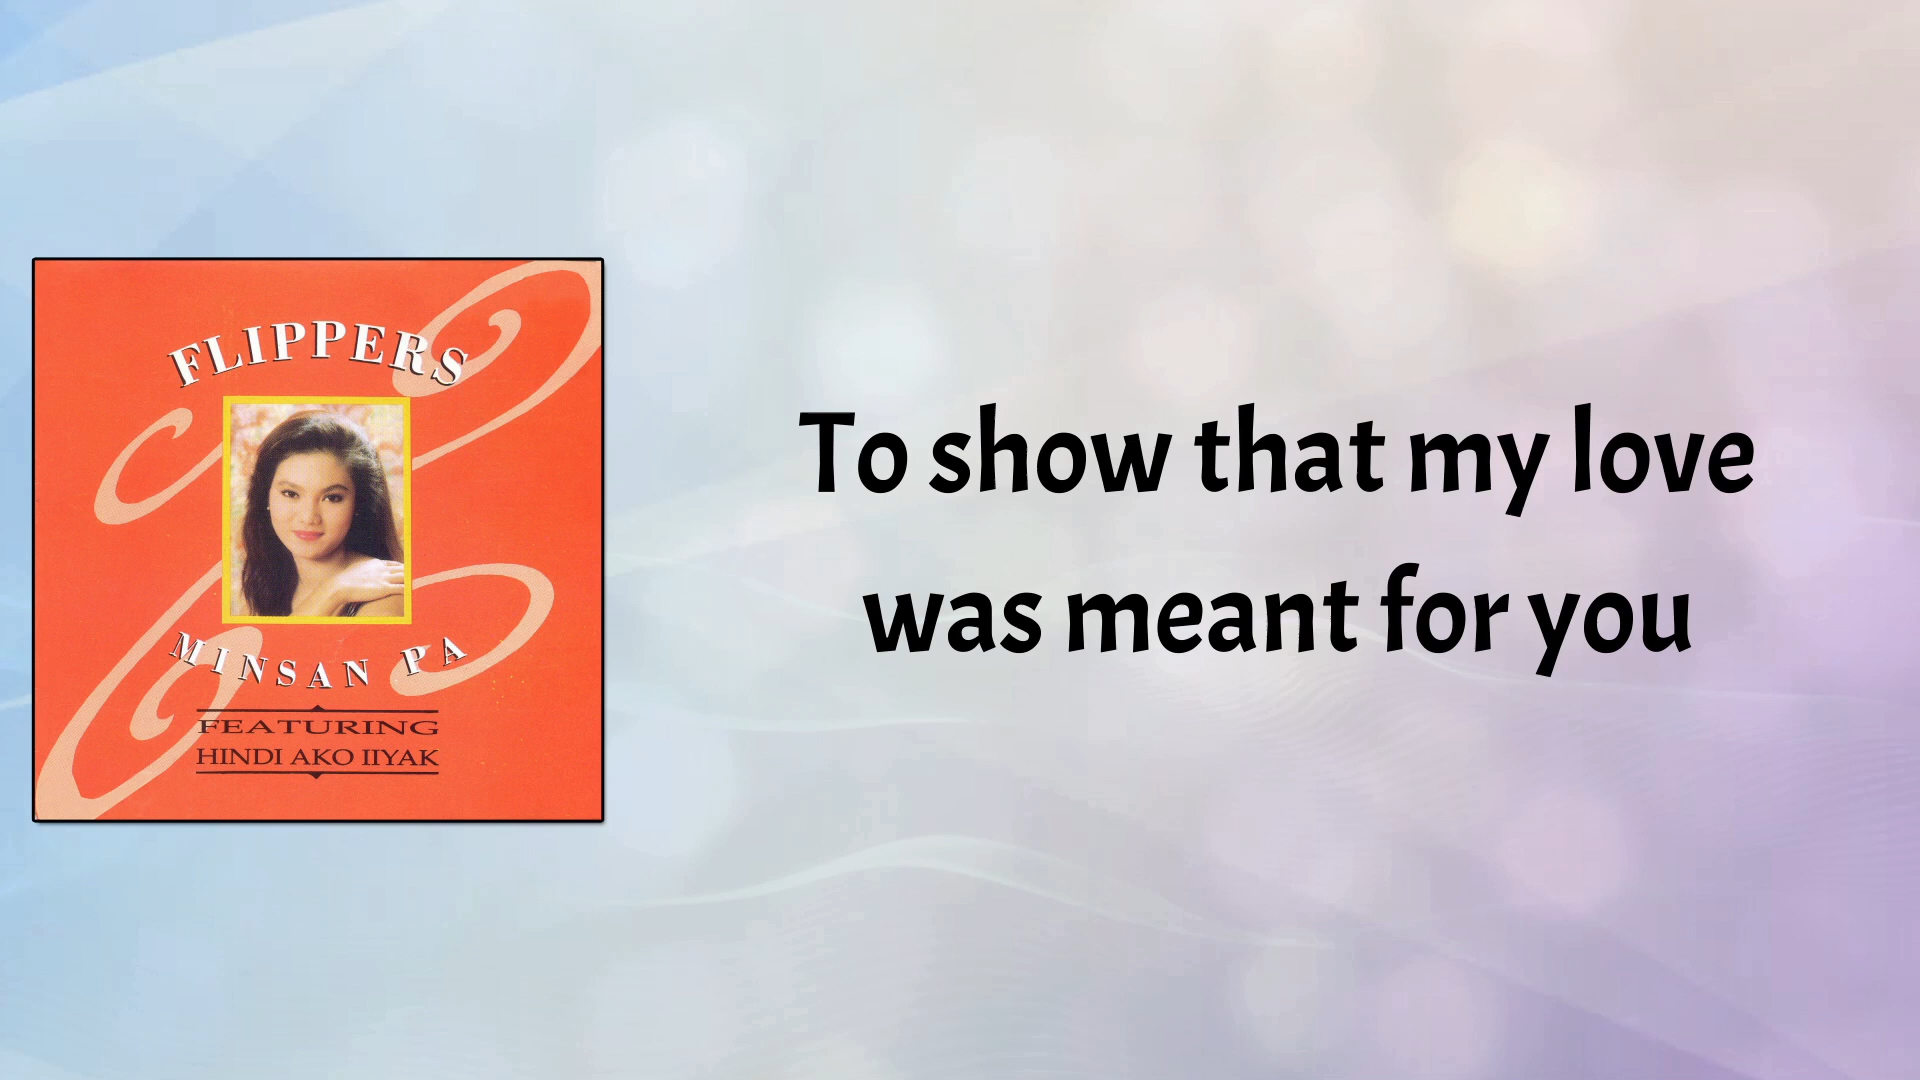 FLIPPERS
MINSAN PA
FEATURING
HINDI AKO IIYAK
To show that my love
was meant for you